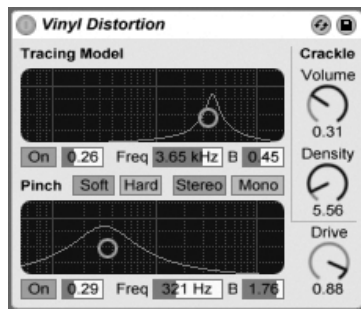 Vinyl Distortion
Tracing Model
On 0.26 Freq 3.65 kHz B 0.45
Pinch Soft Hard Stereo Mono
On 0.29 Freq 321 Hz B 1.76
Crackle
Volume
0.31
Density
5.56
Drive
0.88